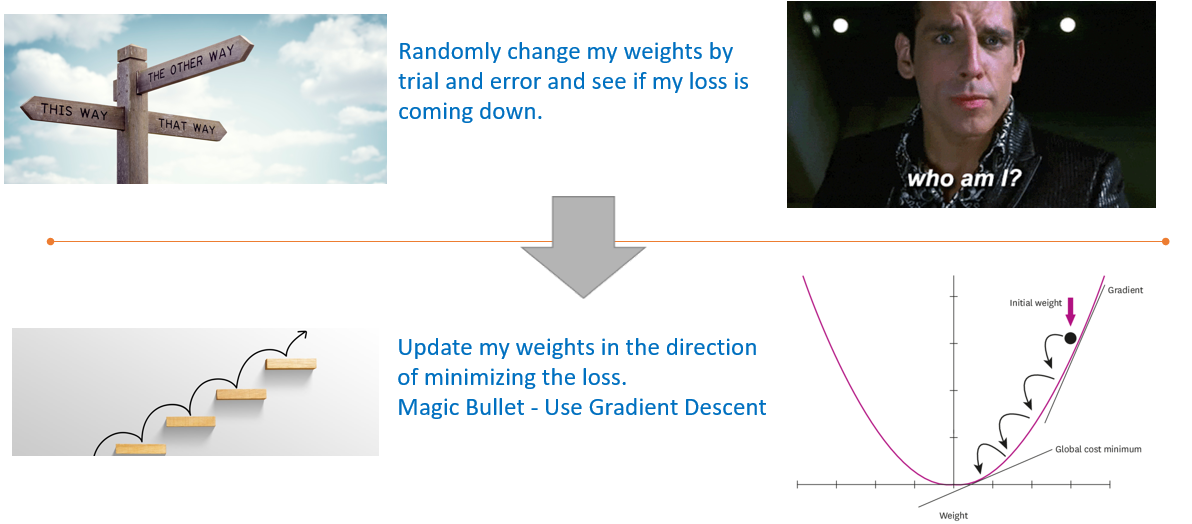 THE OTHER WAY
THIS WAY
THAT WAY
Randomly change my weights by
trial and error and see if my loss is
coming down.
who am I?
Update my weights in the direction
of minimizing the loss.
Magic Bullet - Use Gradient Descent
Gradient
Initial weight
Global cost minimum
Weight